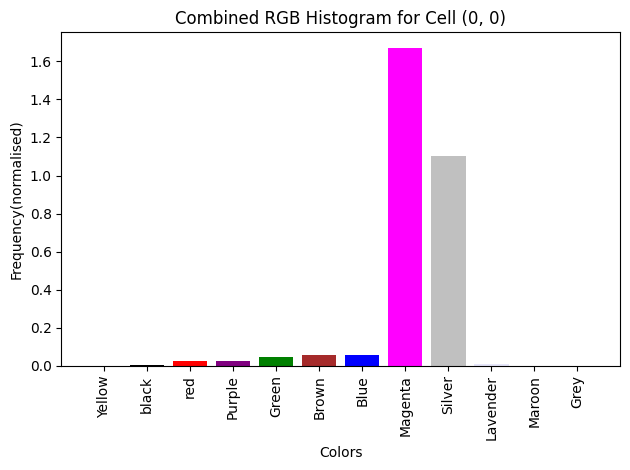 Combined RGB Histogram for Cell (0, 0)
Frequency(normalised)
1.6
1.4
1.2
1.0
0.8
0.6
0.4
0.2
0.0
Yellow
black
red
Purple
Green
Brown
Blue
Magenta
Silver
Lavender
Maroon
Grey
Colors